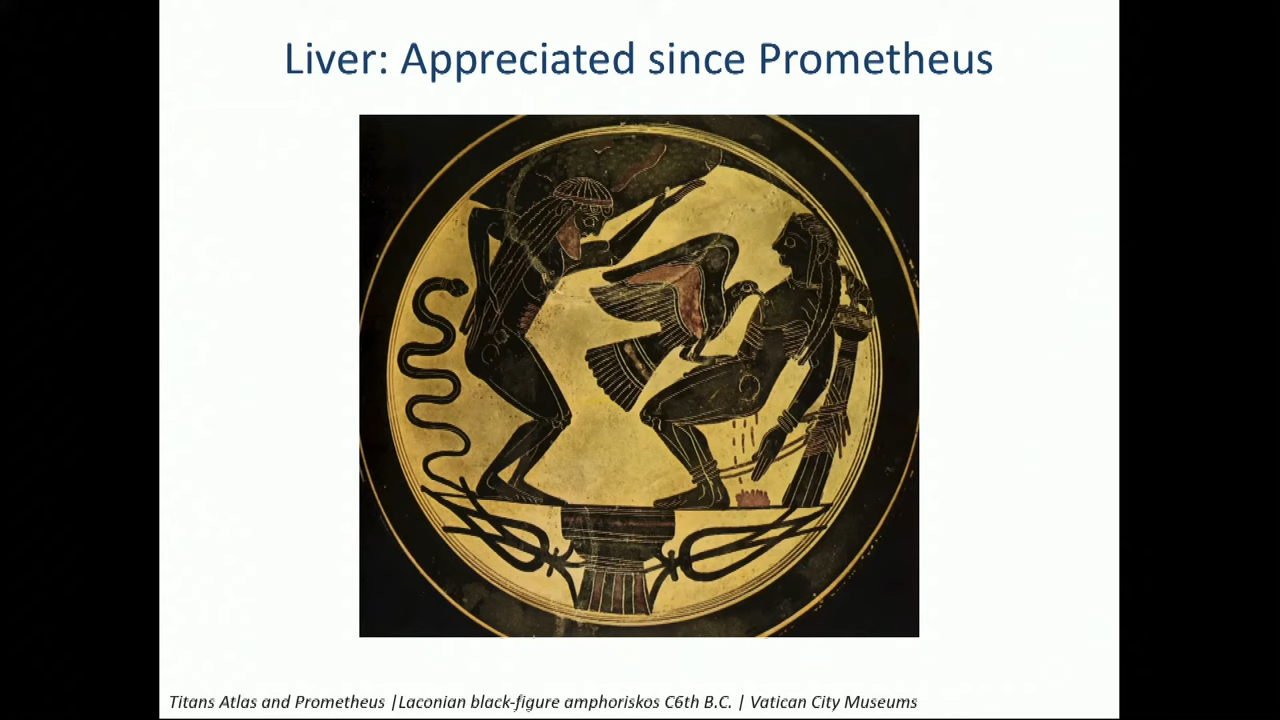 Liver: Appreciated since Prometheus
Titans Atlas and Prometheus |Laconian black-figure amphoriskos C6th B.C. | Vatican City Museums